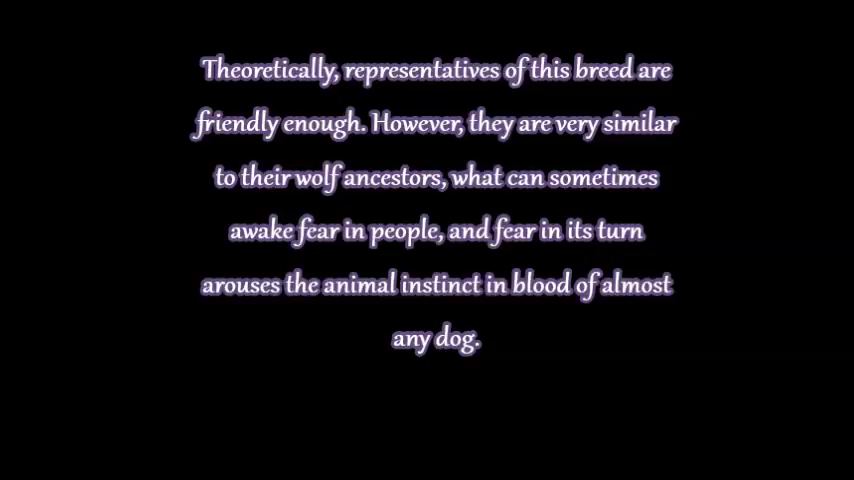 Theoretically, representatives of this breed are
friendly enough. However, they are very similar
to their wolf ancestors, what can sometimes
awake fear in people, and fear in its turn
arouses the animal instinct in blood of almost
any dog.